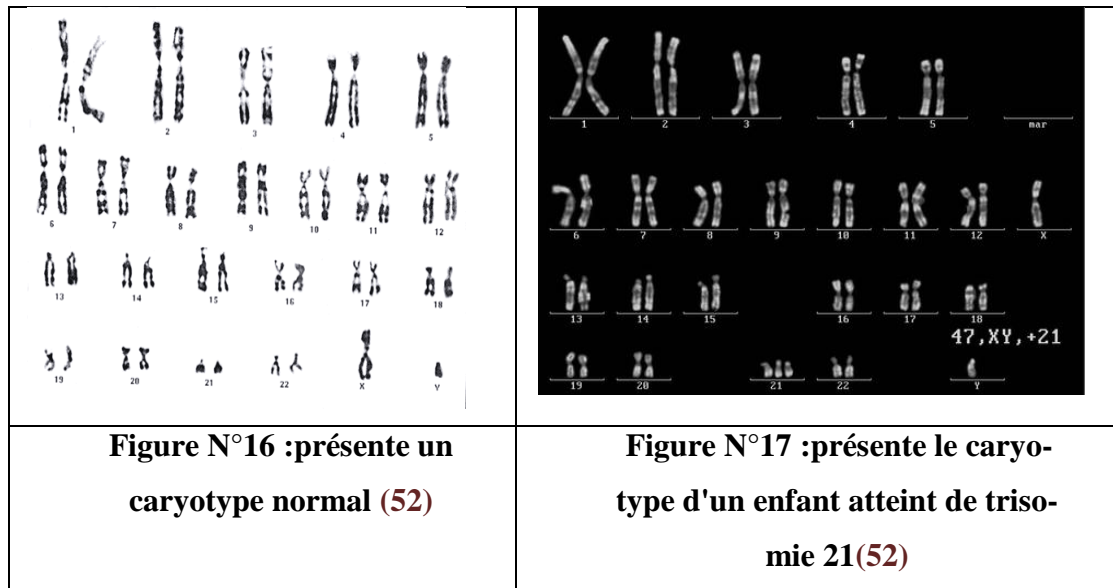 1 2 3 4 5
6 7 8 9 10 11 12
13 14 15 16 17 18
19 20 21 22 X Y
1 2 3 4 5 mar
6 7 8 9 10 11 12 X
13 14 15 16 17 18
47,XY,+21
19 20 21 22 Y
Figure N°16 :présente un
caryotype normal (52)
Figure N°17 :présente le caryo-
type d'un enfant atteint de triso-
mie 21(52)